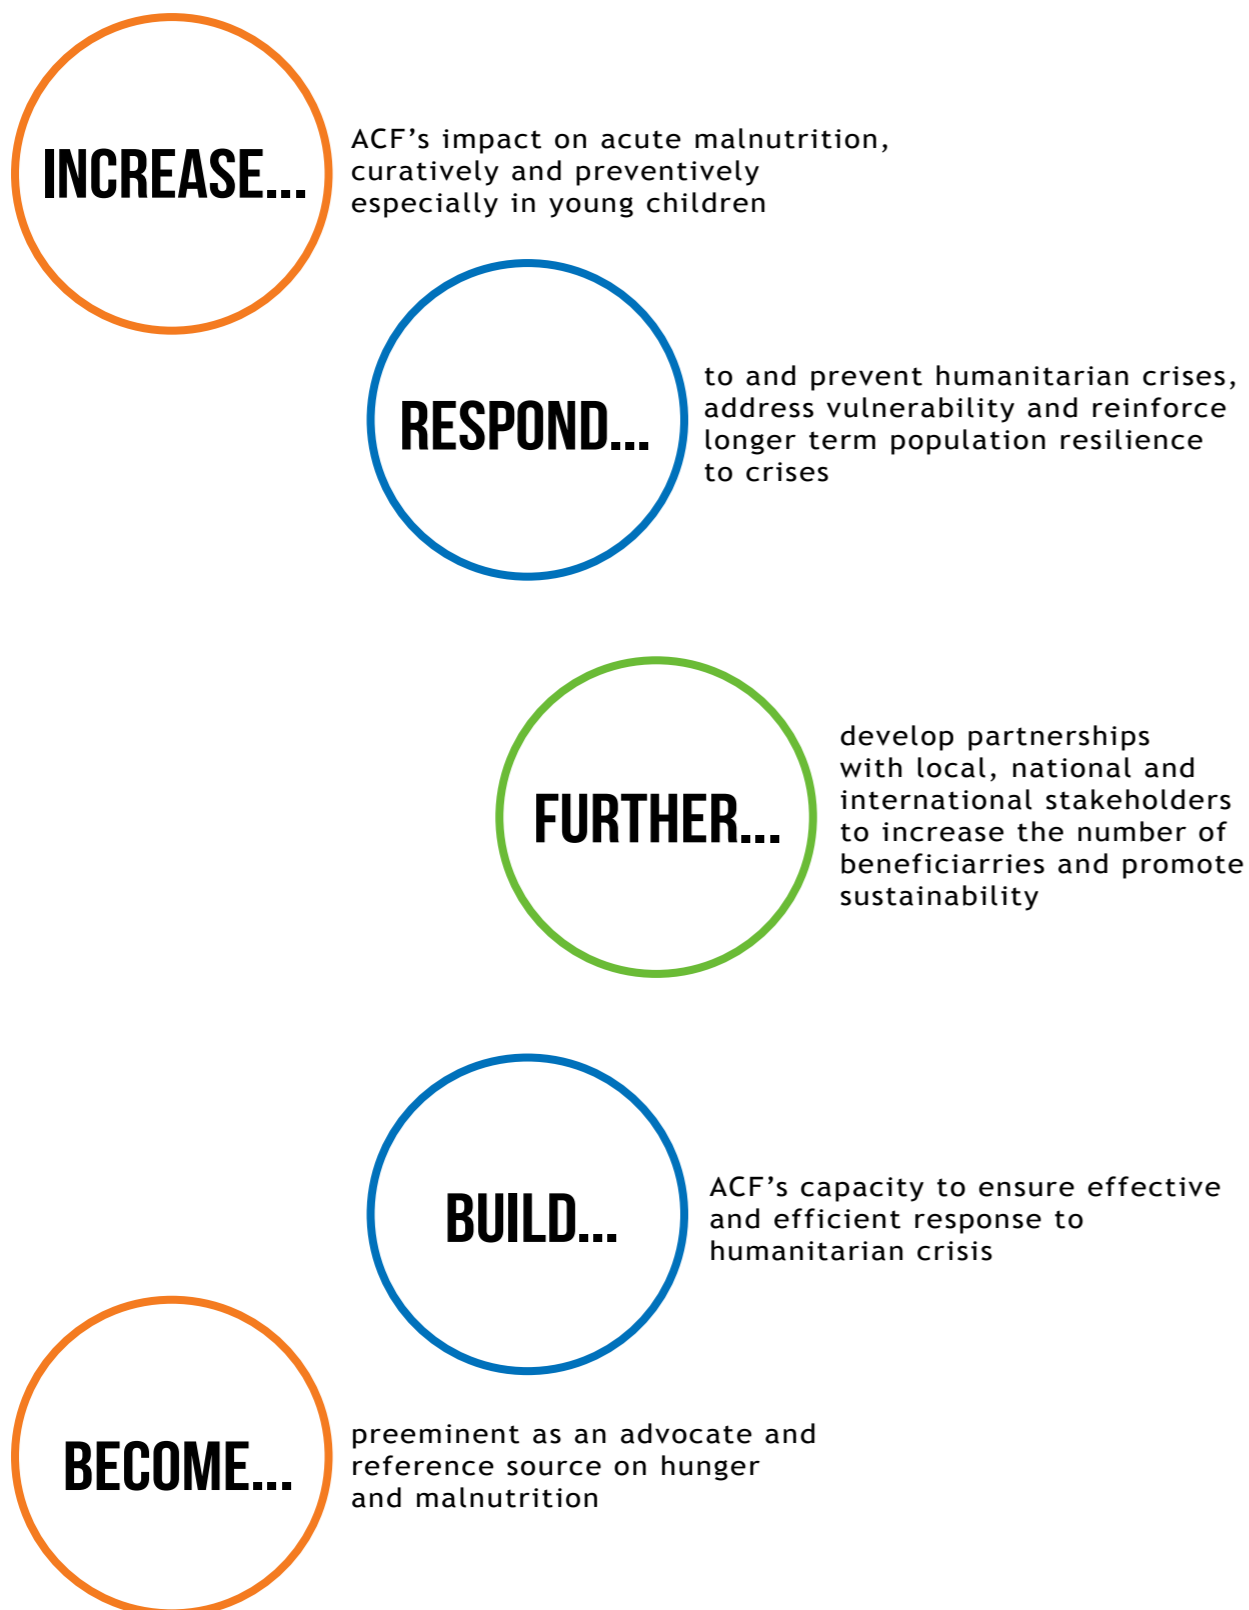 INCREASE...
ACF’s impact on acute malnutrition,
curatively and preventively
especially in young children
RESPOND...
to and prevent humanitarian crises,
address vulnerability and reinforce
longer term population resilience
to crises
FURTHER...
develop partnerships
with local, national and
international stakeholders
to increase the number of
beneficiarries and promote
sustainability
BUILD...
ACF’s capacity to ensure effective
and efficient response to
humanitarian crisis
BECOME...
preeminent as an advocate and
reference source on hunger
and malnutrition